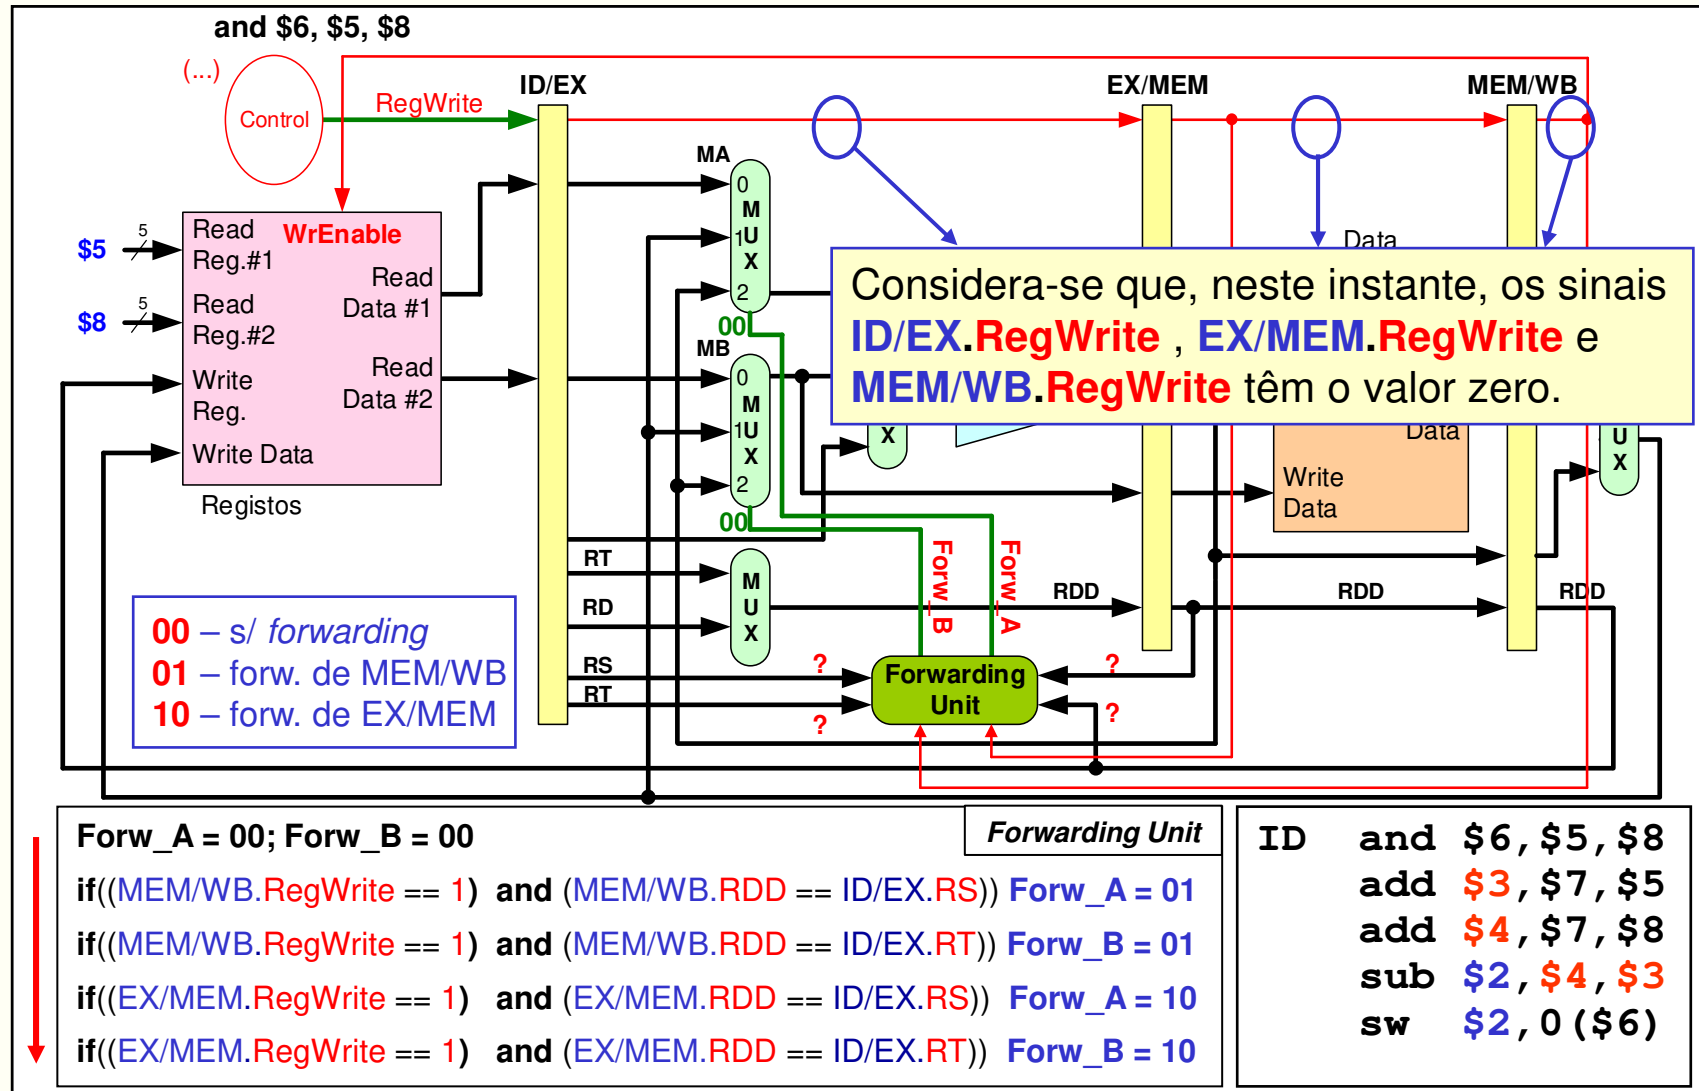 and $6, $5, $8
(...)
Control
RegWrite
ID/EX
EX/MEM
MEM/WB
MA
0
M
1U
X
2
00
MB
0
M
1U
X
2
00
$5
5
$8
5
Read
Reg.#1
WrEnable
Read
Data #1
Read
Reg.#2
Read
Data #2
Write
Reg.
Write Data
Registos
Data
Considera-se que, neste instante, os sinais
ID/EX.RegWrite , EX/MEM.RegWrite e
MEM/WB.RegWrite têm o valor zero.
X
Data
Write
Data
U
X
RT
RD
M
U
X
RS
RT
?
?
?
?
Forw_B
Forw_A
RDD
RDD
RDD
Forwarding
Unit
00 – s/ forwarding
01 – forw. de MEM/WB
10 – forw. de EX/MEM
Forw_A = 00; Forw_B = 00
Forwarding Unit
if((MEM/WB.RegWrite == 1) and (MEM/WB.RDD == ID/EX.RS)) Forw_A = 01
if((MEM/WB.RegWrite == 1) and (MEM/WB.RDD == ID/EX.RT)) Forw_B = 01
if((EX/MEM.RegWrite == 1) and (EX/MEM.RDD == ID/EX.RS)) Forw_A = 10
if((EX/MEM.RegWrite == 1) and (EX/MEM.RDD == ID/EX.RT)) Forw_B = 10
ID and $6,$5,$8
add $3,$7,$5
add $4,$7,$8
sub $2,$4,$3
sw $2,0($6)